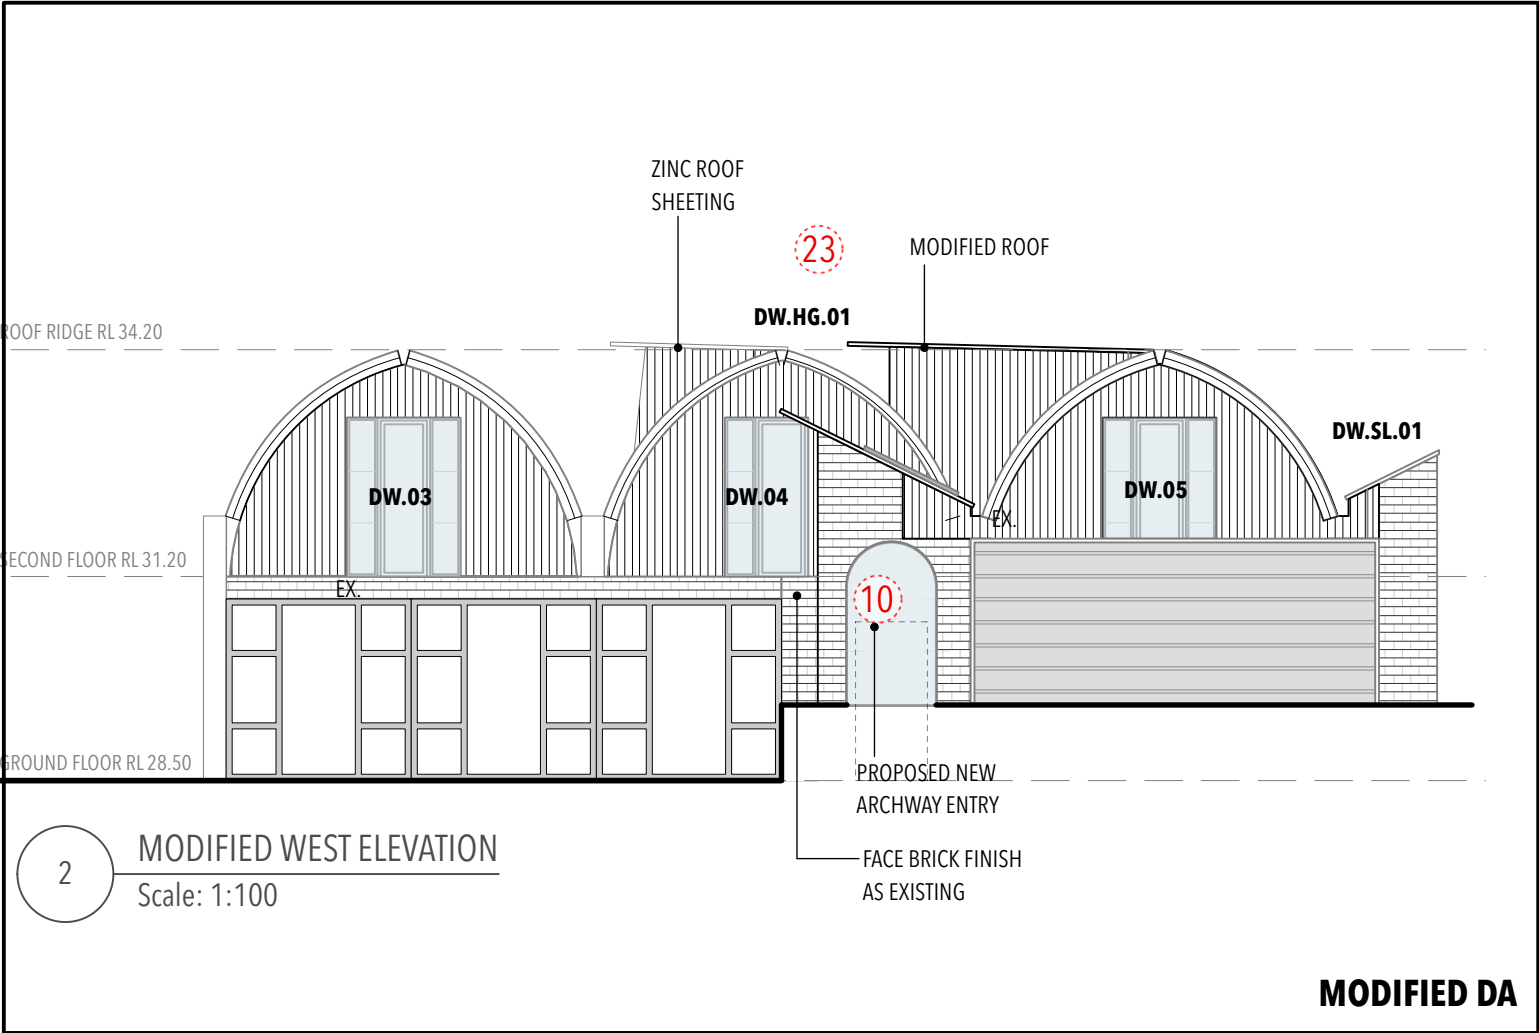 ZINC ROOF
SHEETING
23
MODIFIED ROOF
DW.HG.01
ROOF RIDGE RL 34.20
DW.SL.01
DW.03
DW.04
DW.05
EX.
SECOND FLOOR RL 31.20
EX.
10
GROUND FLOOR RL 28.50
PROPOSED NEW
ARCHWAY ENTRY
FACE BRICK FINISH
AS EXISTING
2
MODIFIED WEST ELEVATION
Scale: 1:100
MODIFIED DA